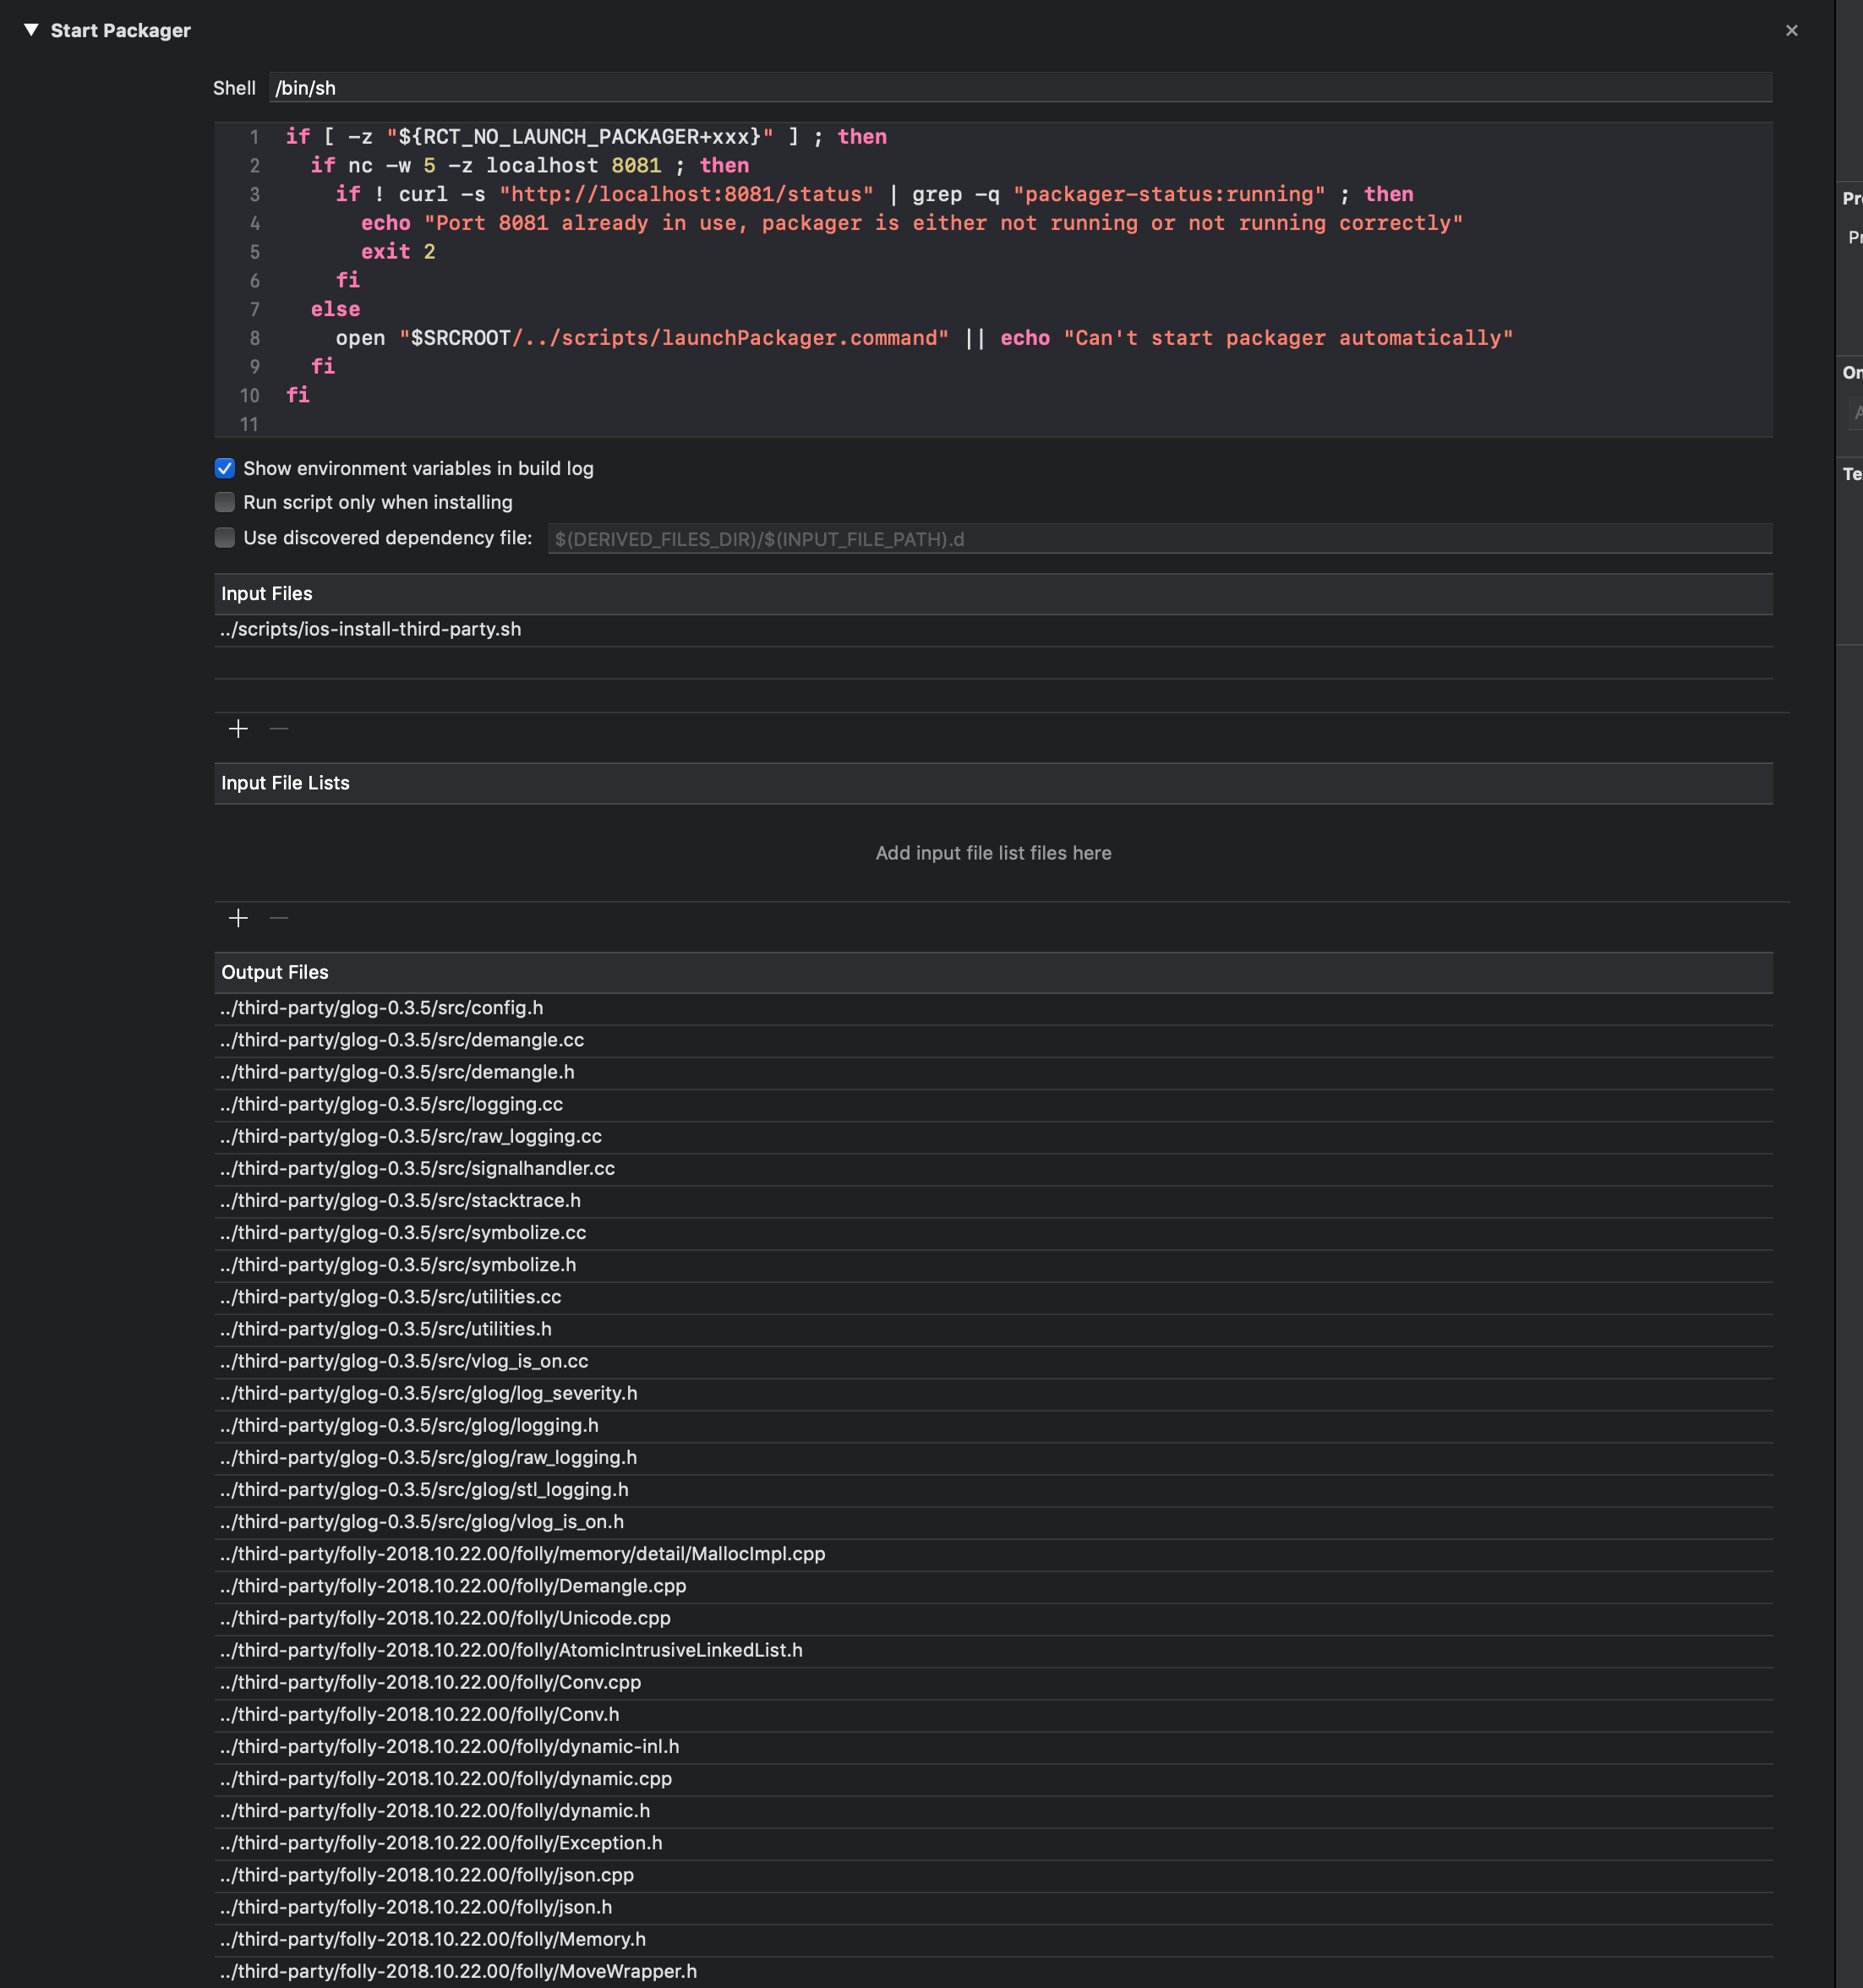 Start Packager
Shell /bin/sh
1 if [ -z "${RCT_NO_LAUNCH_PACKAGER+xxx}" ] ; then
2 if nc -w 5 -z localhost 8081 ; then
3 if ! curl -s "http://localhost:8081/status" | grep -q "packager-status:running" ; then
4 echo "Port 8081 already in use, packager is either not running or not running correctly"
5 exit 2
6 fi
7 else
8 open "$SRCROOT/../scripts/launchPackager.command" || echo "Can't start packager automatically"
9 fi
10 fi
11
Show environment variables in build log
Run script only when installing
Use discovered dependency file: $(DERIVED_FILES_DIR)/$(INPUT_FILE_PATH).d
Input Files
../scripts/ios-install-third-party.sh
Input File Lists
Add input file list files here
Output Files
../third-party/glog-0.3.5/src/config.h
../third-party/glog-0.3.5/src/demangle.cc
../third-party/glog-0.3.5/src/demangle.h
../third-party/glog-0.3.5/src/logging.cc
../third-party/glog-0.3.5/src/raw_logging.cc
../third-party/glog-0.3.5/src/signalhandler.cc
../third-party/glog-0.3.5/src/stacktrace.h
../third-party/glog-0.3.5/src/symbolize.cc
../third-party/glog-0.3.5/src/symbolize.h
../third-party/glog-0.3.5/src/utilities.cc
../third-party/glog-0.3.5/src/utilities.h
../third-party/glog-0.3.5/src/vlog_is_on.cc
../third-party/glog-0.3.5/src/glog/log_severity.h
../third-party/glog-0.3.5/src/glog/logging.h
../third-party/glog-0.3.5/src/glog/raw_logging.h
../third-party/glog-0.3.5/src/glog/stl_logging.h
../third-party/glog-0.3.5/src/glog/vlog_is_on.h
../third-party/folly-2018.10.22.00/folly/memory/detail/MallocImpl.cpp
../third-party/folly-2018.10.22.00/folly/Demangle.cpp
../third-party/folly-2018.10.22.00/folly/Unicode.cpp
../third-party/folly-2018.10.22.00/folly/AtomicIntrusiveLinkedList.h
../third-party/folly-2018.10.22.00/folly/Conv.cpp
../third-party/folly-2018.10.22.00/folly/Conv.h
../third-party/folly-2018.10.22.00/folly/dynamic-inl.h
../third-party/folly-2018.10.22.00/folly/dynamic.cpp
../third-party/folly-2018.10.22.00/folly/dynamic.h
../third-party/folly-2018.10.22.00/folly/Exception.h
../third-party/folly-2018.10.22.00/folly/json.cpp
../third-party/folly-2018.10.22.00/folly/json.h
../third-party/folly-2018.10.22.00/folly/Memory.h
../third-party/folly-2018.10.22.00/folly/MoveWrapper.h